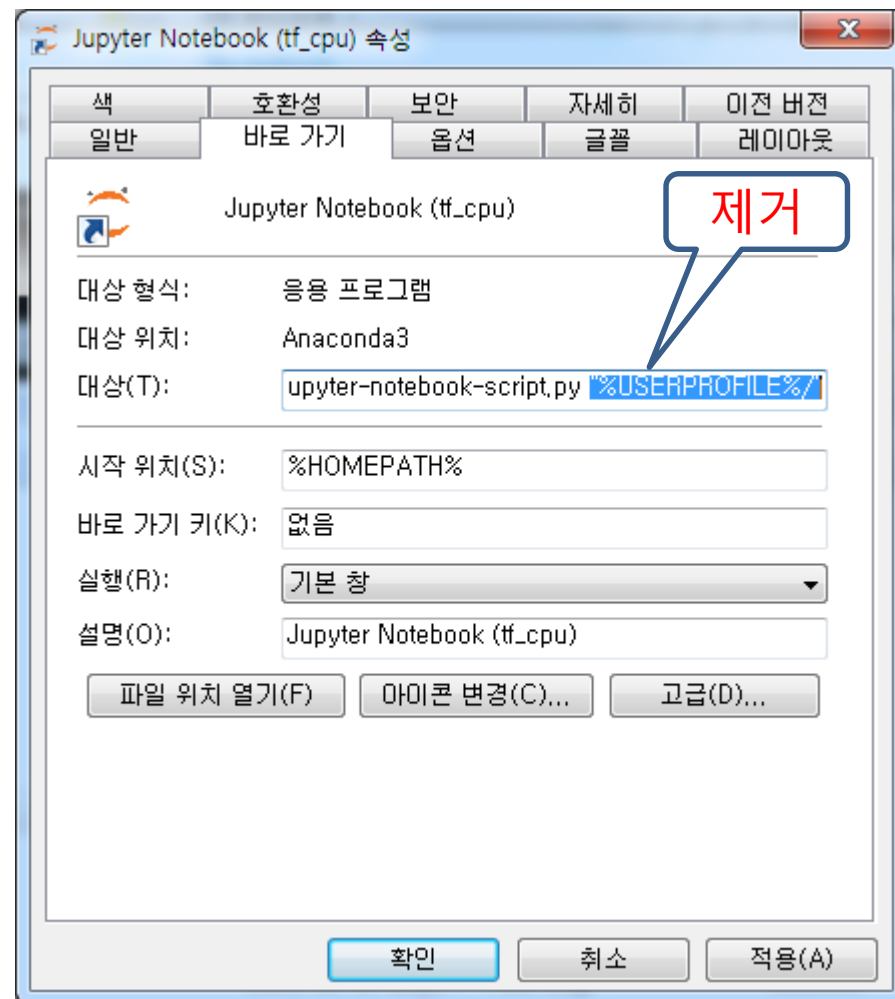 Jupyter Notebook (tf_cpu) 속성
색 호환성 보안 자세히 이전 버전
일반 바로 가기 옵션 글꼴 레이아웃
Jupyter Notebook (tf_cpu)
제거
대상 형식: 응용 프로그램
대상 위치: Anaconda3
대상(T): upyter-notebook-script.py "%USERPROFILE%/"
시작 위치(S): %HOMEPATH%
바로 가기 키(K): 없음
실행(R): 기본 창
설명(O): Jupyter Notebook (tf_cpu)
파일 위치 열기(F) 아이콘 변경(C)... 고급(D)...
확인 취소 적용(A)